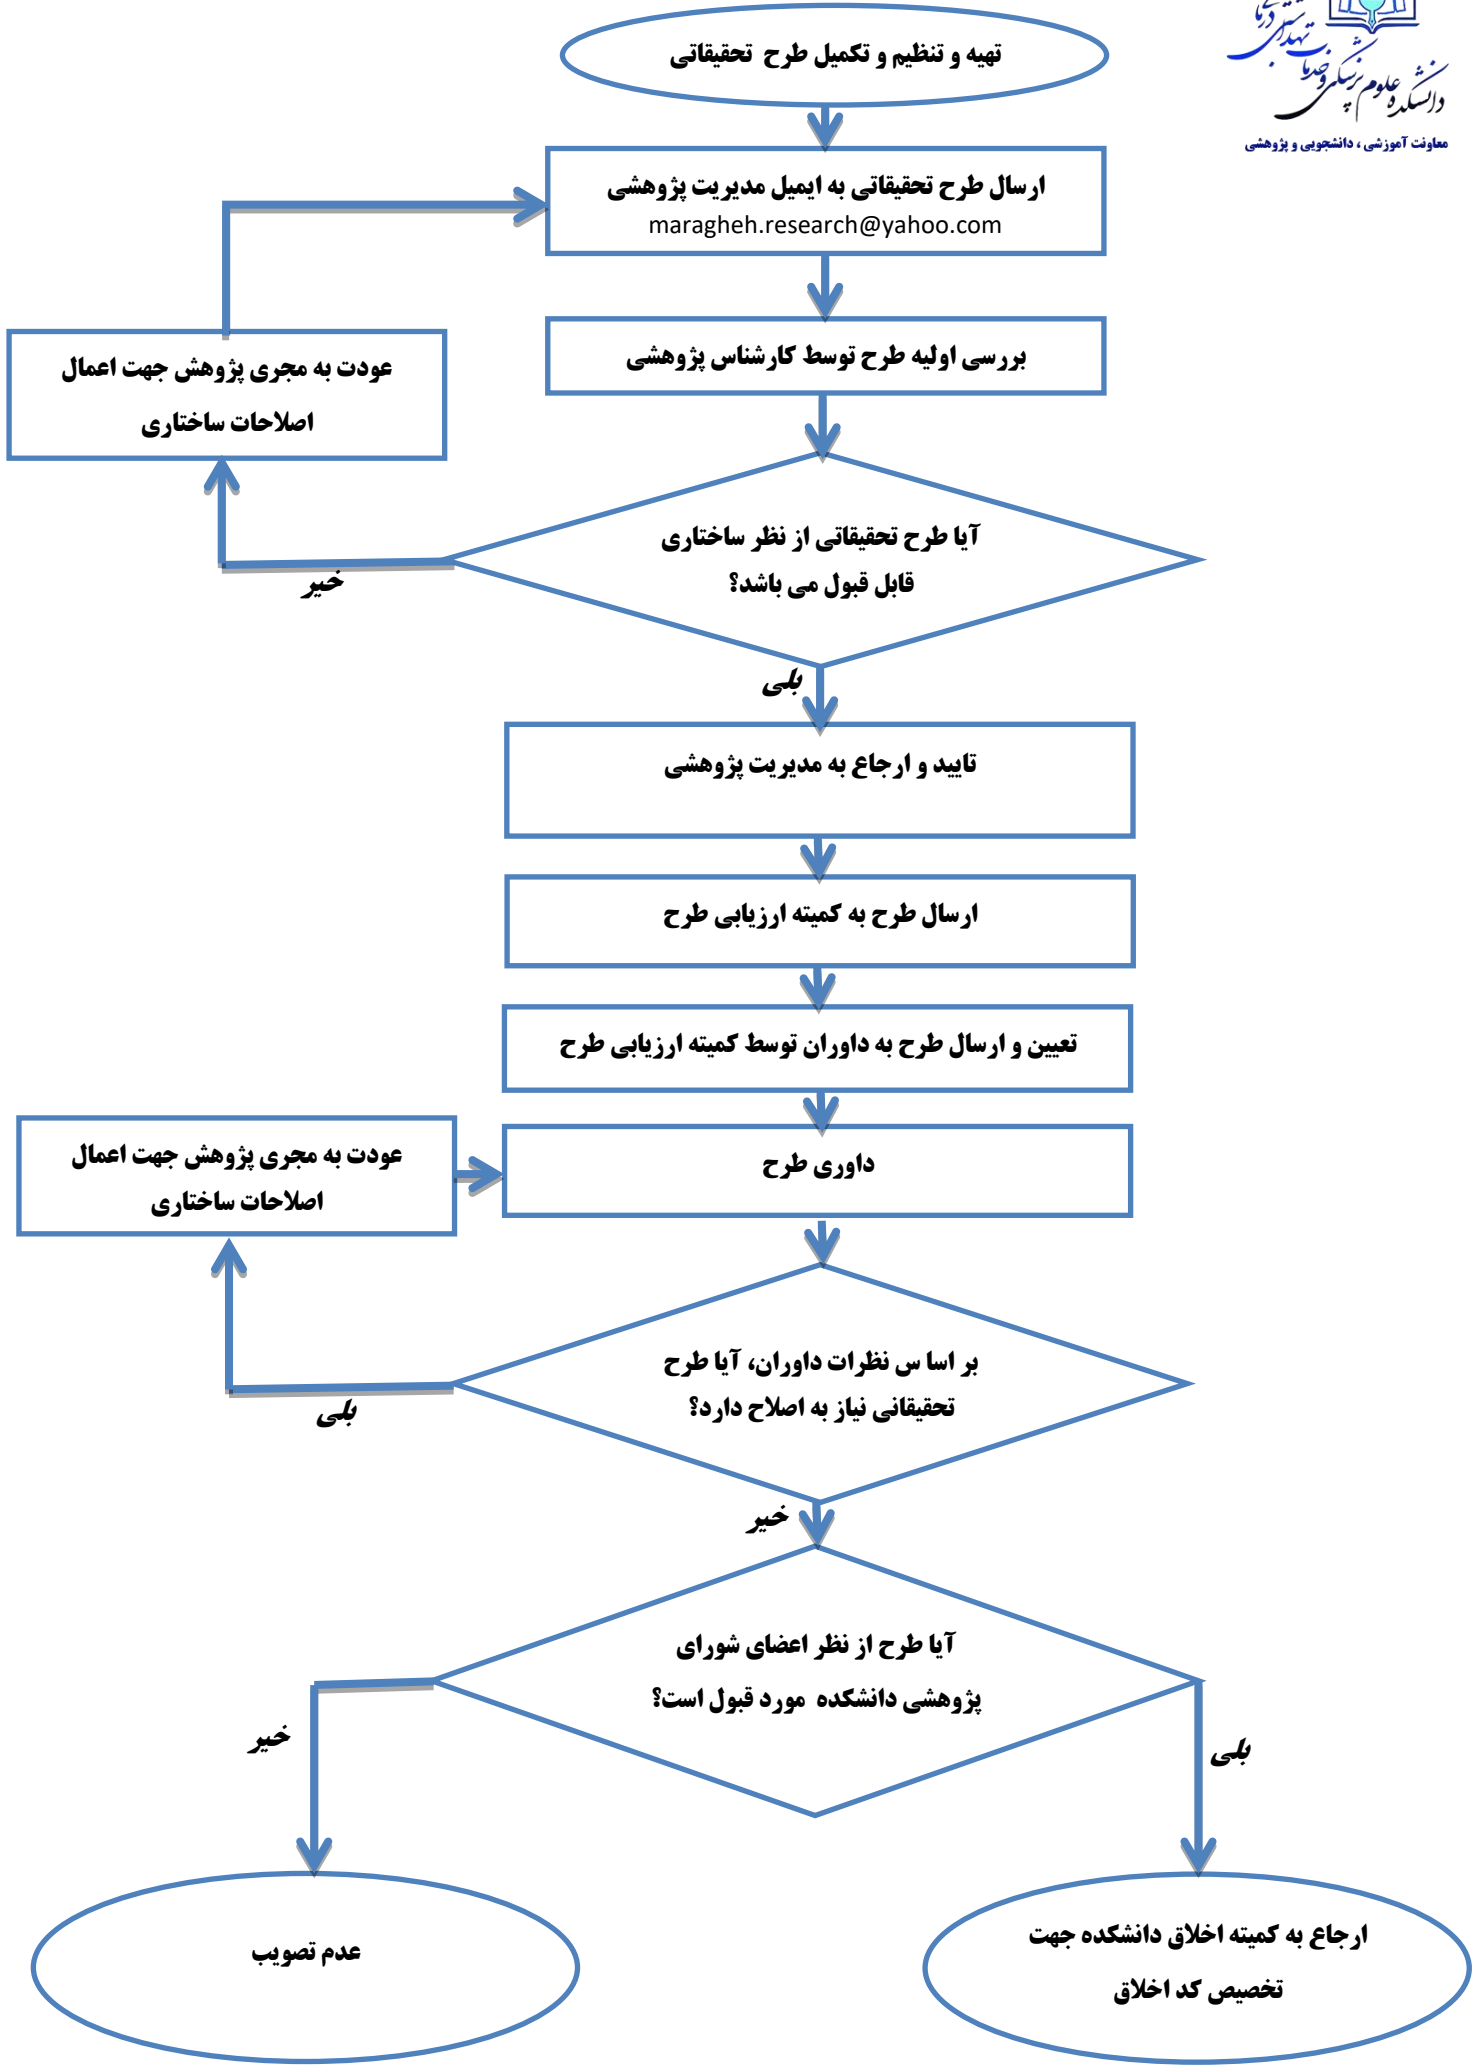 تهیه و تنظیم و تکمیل طرح تحقیقاتی
دانشکده علوم پزشکی و خدمات
معاونت آموزشی ، دانشجویی و پژوهشی
ارسال طرح تحقیقاتی به ایمیل مدیریت پژوهشی
maragheh.research@yahoo.com
بررسی اولیه طرح توسط کارشناس پژوهشی
عودت به مجری پژوهش جهت اعمال
اصلاحات ساختاری
آیا طرح تحقیقاتی از نظر ساختاری
قابل قبول می باشد؟
خیر
بلی
تایید و ارجاع به مدیریت پژوهشی
ارسال طرح به کمیته ارزیابی طرح
تعیین و ارسال طرح به داوران توسط کمیته ارزیابی طرح
داوری طرح
عودت به مجری پژوهش جهت اعمال
اصلاحات ساختاری
بر اسا س نظرات داوران، آیا طرح
تحقیقانی نیاز به اصلاح دارد؟
بلی
خیر
آیا طرح از نظر اعضای شورای
پژوهشی دانشکده مورد قبول است؟
خیر
بلی
ارجاع به کمیته اخلاق دانشکده جهت
تخصیص کد اخلاق
عدم تصویب